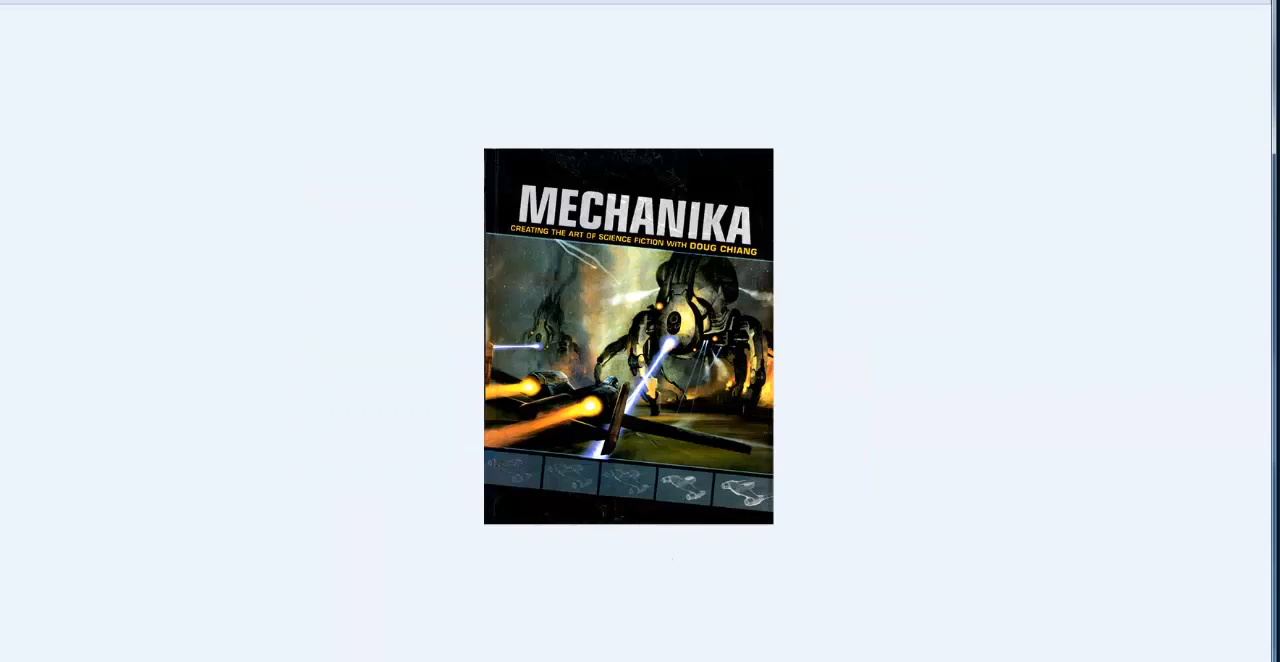 MECHANIKA
CREATING THE ART OF SCIENCE FICTION WITH DOUG CHIANG